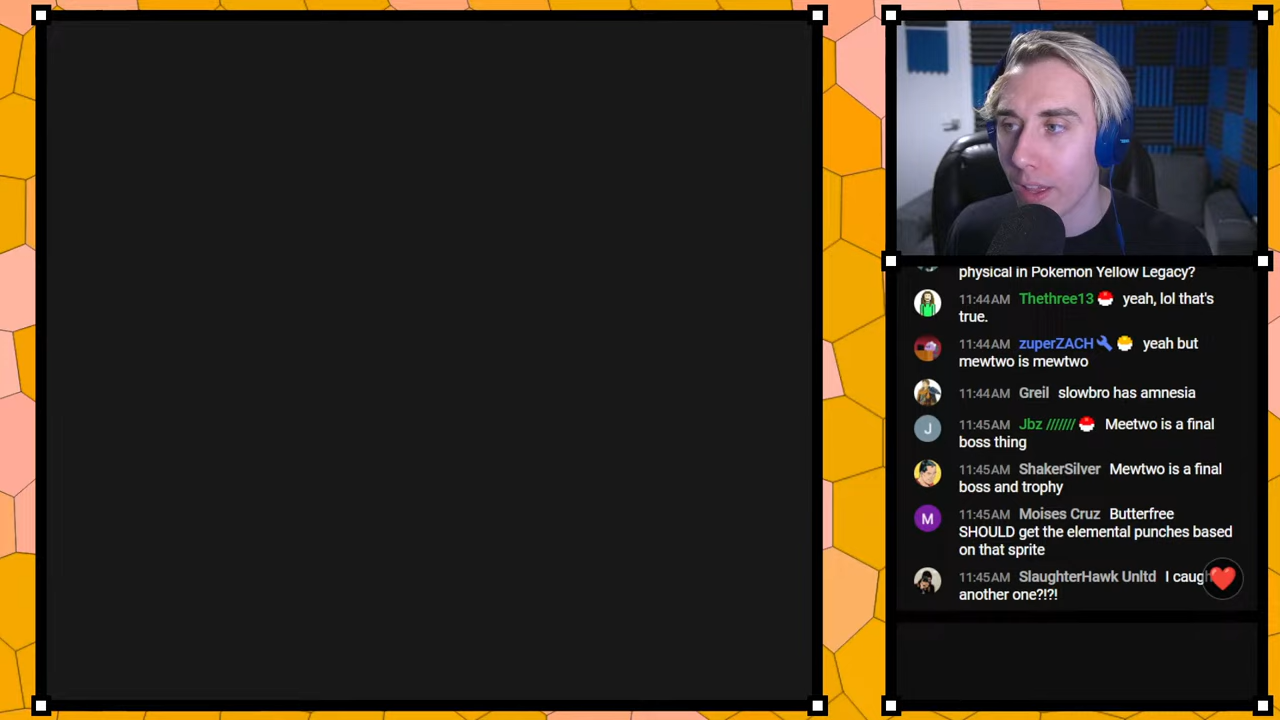 physical in Pokemon Yellow Legacy?
11:44AM Thethree13 yeah, lol that's
true.
11:44AM zuperZACH yeah but
mewtwo is mewtwo
11:44AM Greil slowbro has amnesia
11:45AM Jbz /////// Meetwo is a final
boss thing
11:45AM ShakerSilver Mewtwo is a final
boss and trophy
11:45AM Moises Cruz Butterfree
SHOULD get the elemental punches based
on that sprite
11:45AM SlaughterHawk Unltd I
another one?!?!
J
M